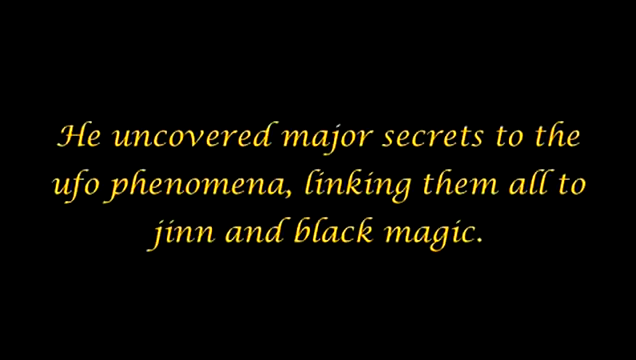 He uncovered major secrets to the
ufo phenomena, linking them all to
jinn and black magic.